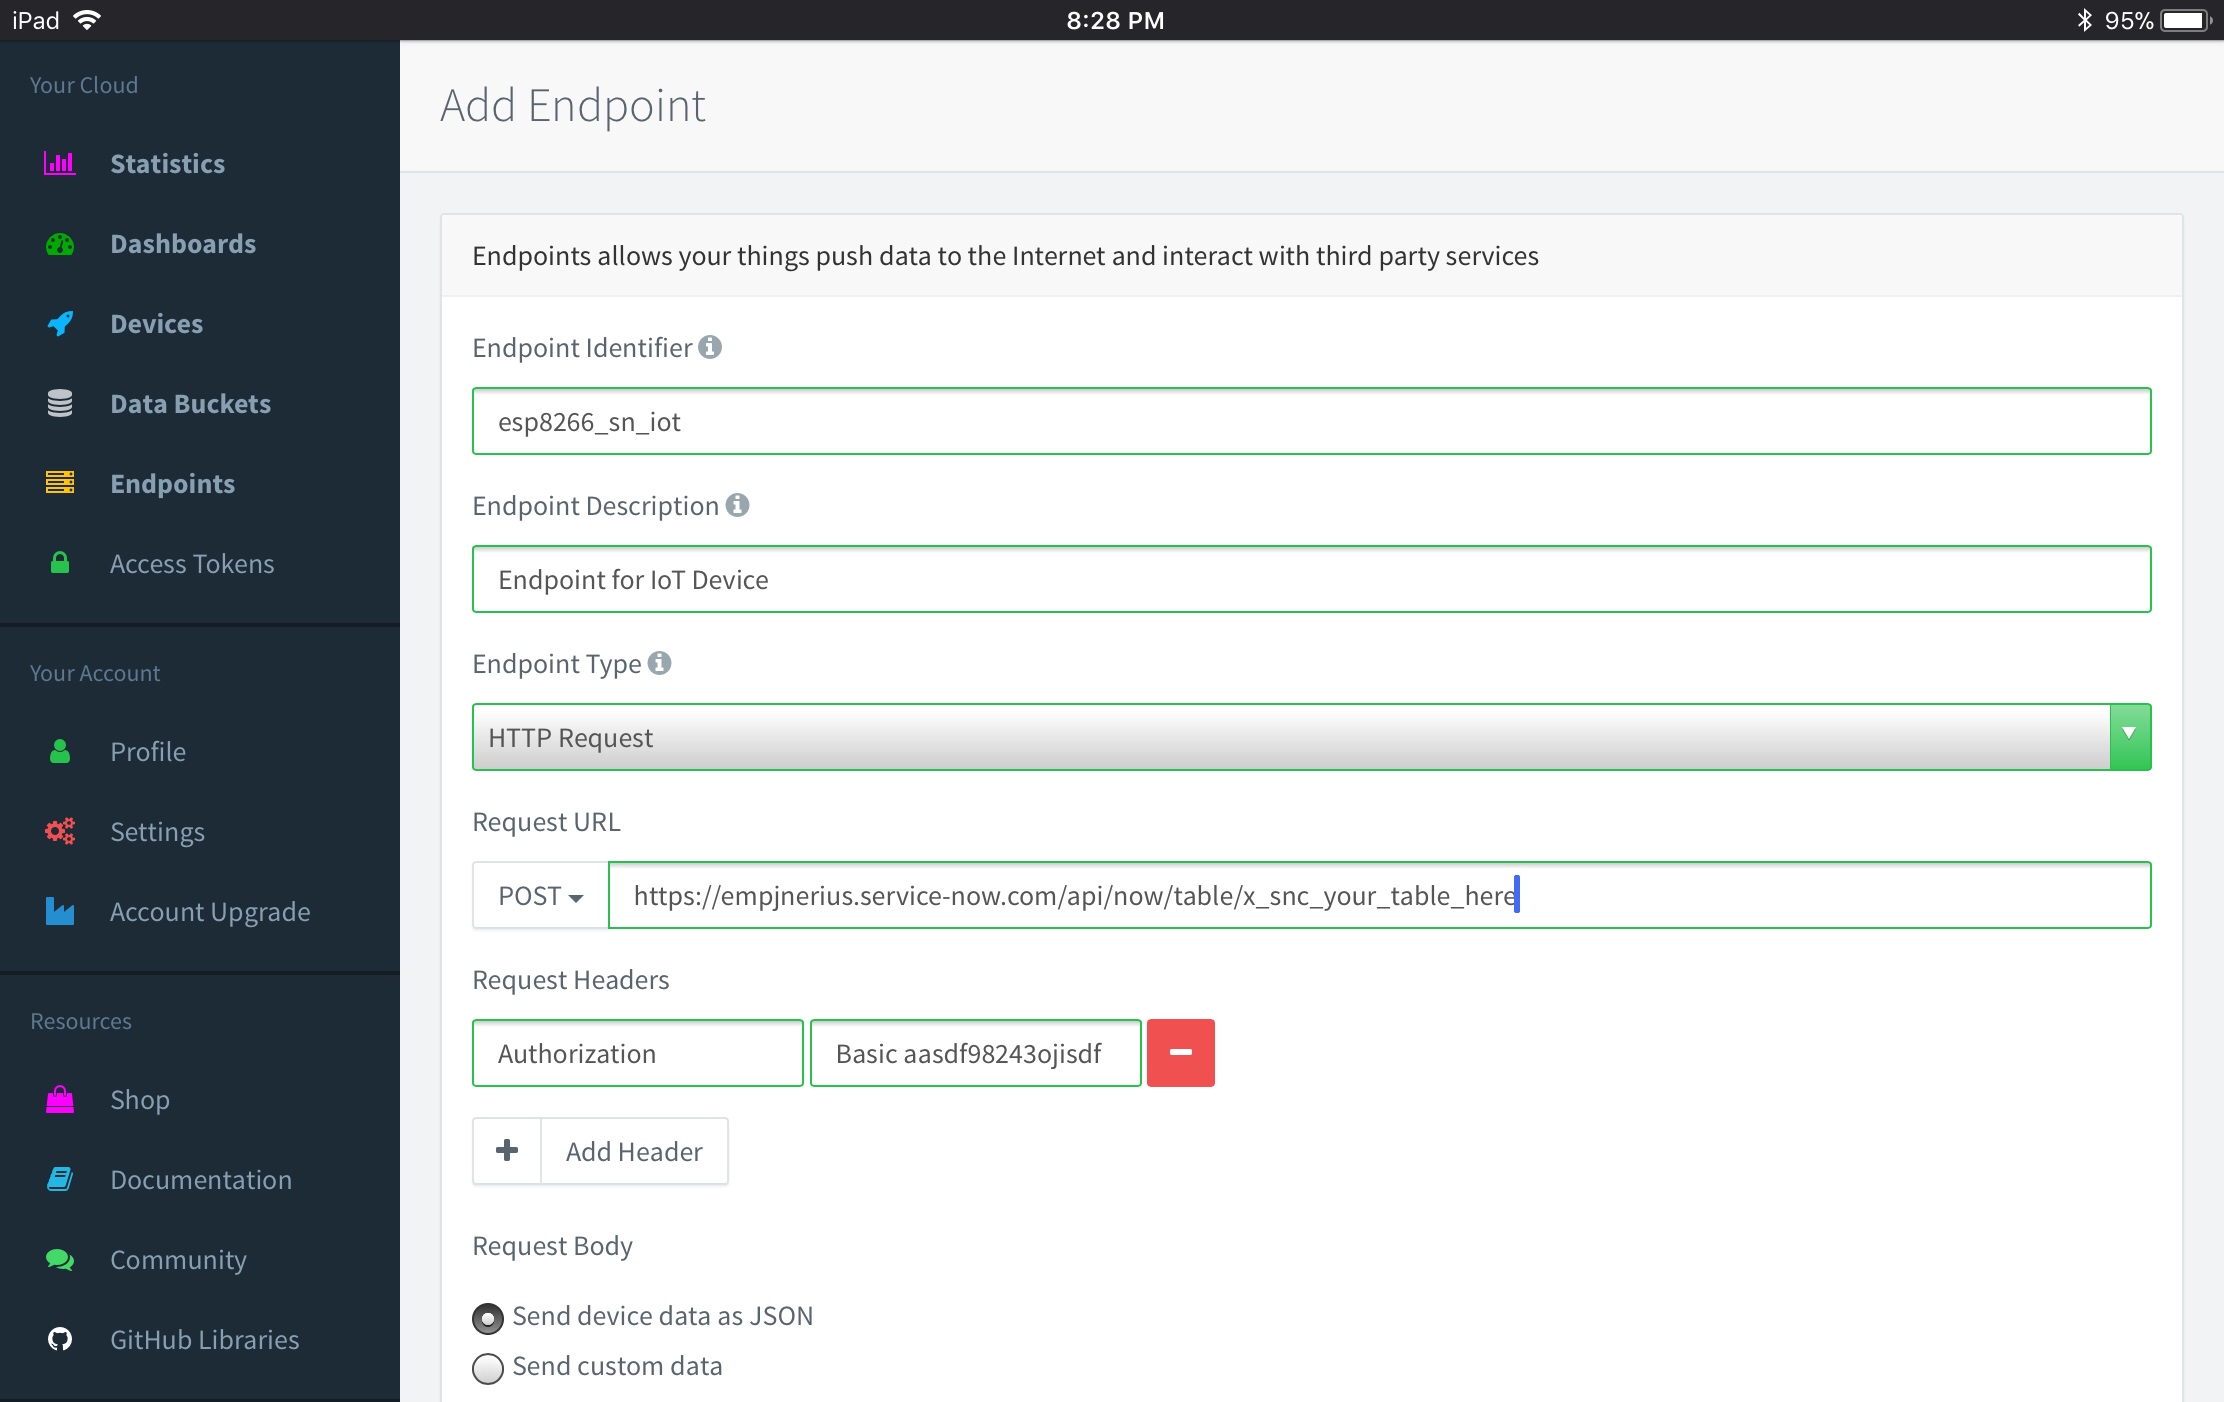 iPad
8:28 PM
95%
Your Cloud
Statistics
Dashboards
Devices
Data Buckets
Endpoints
Access Tokens
Your Account
Profile
Settings
Account Upgrade
Resources
Shop
Documentation
Community
GitHub Libraries
Add Endpoint
Endpoints allows your things push data to the Internet and interact with third party services
Endpoint Identifier
esp8266_sn_iot
Endpoint Description
Endpoint for IoT Device
Endpoint Type
HTTP Request
Request URL
POST
https://empjnerius.service-now.com/api/now/table/x_snc_your_table_here
Request Headers
Authorization
Basic aasdf98243ojisdf
Add Header
Request Body
Send device data as JSON
Send custom data